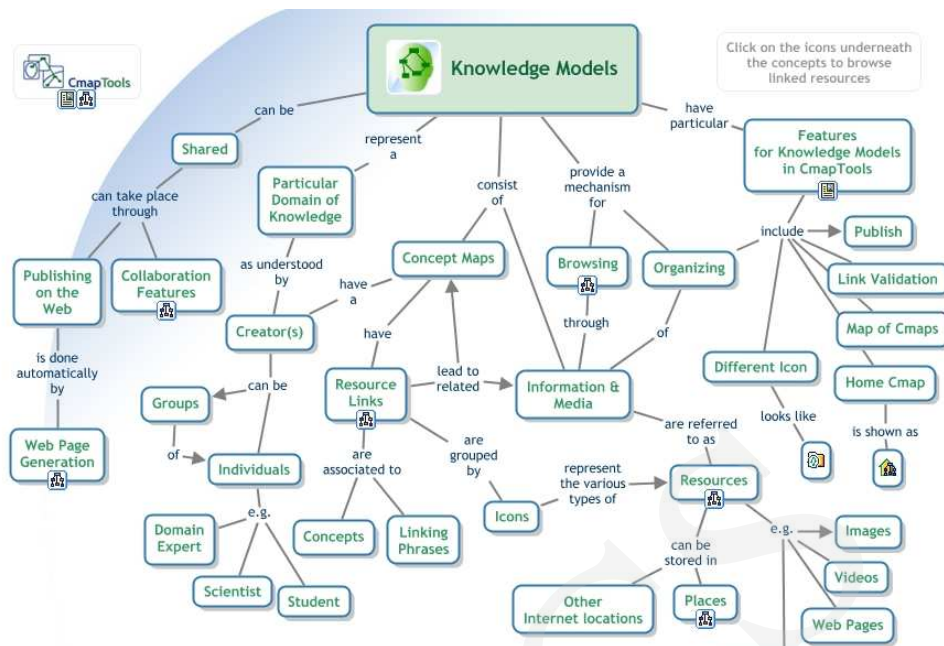 CmapTools
Knowledge Models
Click on the icons underneath
the concepts to browse
linked resources
can be
represent
a
consist
of
provide a
mechanism
for
have
particular
Shared
Features
for Knowledge Models
in CmapTools
can take place
through
Particular
Domain of
Knowledge
include
Publish
Publishing
on the
Web
Collaboration
Features
as understood
by
Concept Maps
Browsing
Organizing
Link Validation
have
a
Creator(s)
have
through
of
Map of Cmaps
is done
automatically
by
can be
lead to
related
Groups
Resource
Links
Information &
Media
Different Icon
Home Cmap
of
are
associated to
are
grouped
by
are referred
to as
looks like
is shown as
Web Page
Generation
Individuals
represent
the various
types of
Resources
e.g.
Concepts
Linking
Phrases
Icons
e.g.
Images
Domain
Expert
can be
stored in
Videos
Scientist
Student
Other
Internet locations
Places
Web Pages